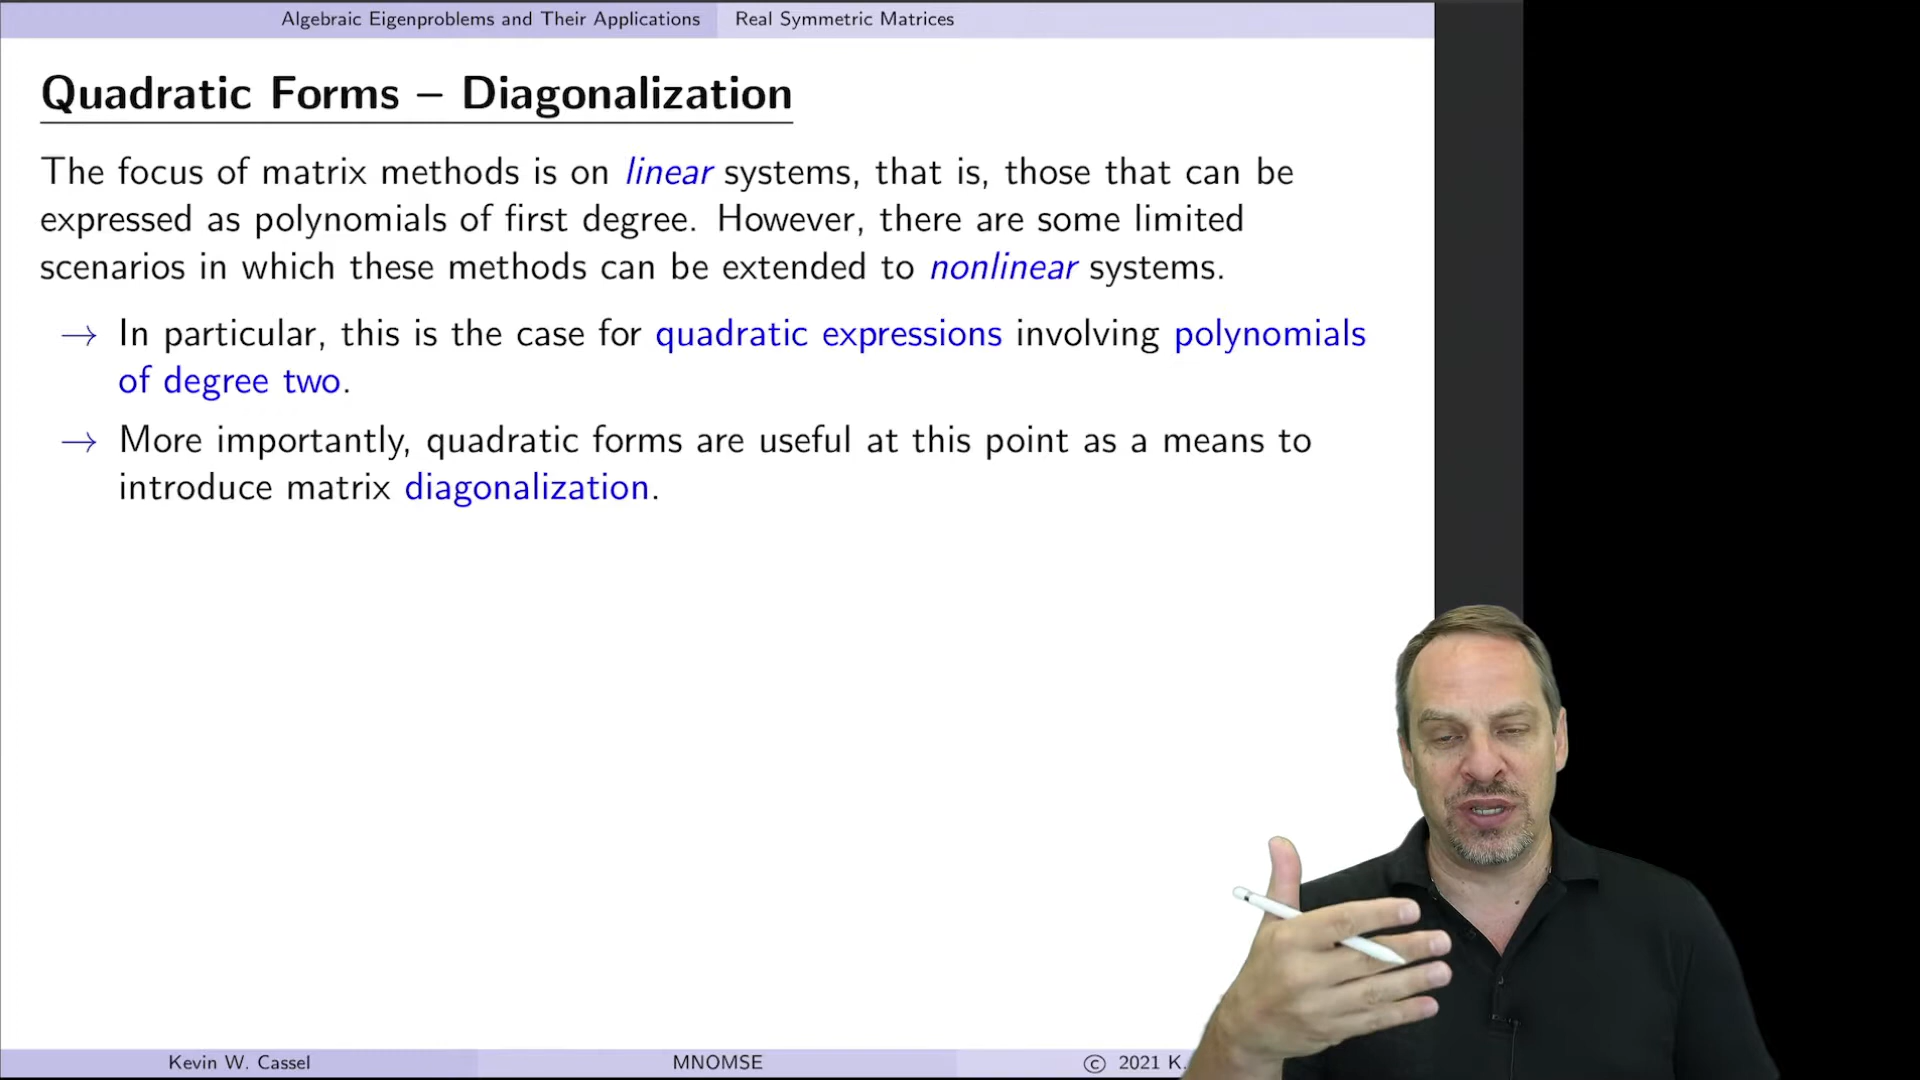 Algebraic Eigenproblems and Their Applications Real Symmetric Matrices
Quadratic Forms – Diagonalization
The focus of matrix methods is on linear systems, that is, those that can be
expressed as polynomials of first degree. However, there are some limited
scenarios in which these methods can be extended to nonlinear systems.
→ In particular, this is the case for quadratic expressions involving polynomials
of degree two.
→ More importantly, quadratic forms are useful at this point as a means to
introduce matrix diagonalization.
Kevin W. Cassel MNOMSE © 2021 K.